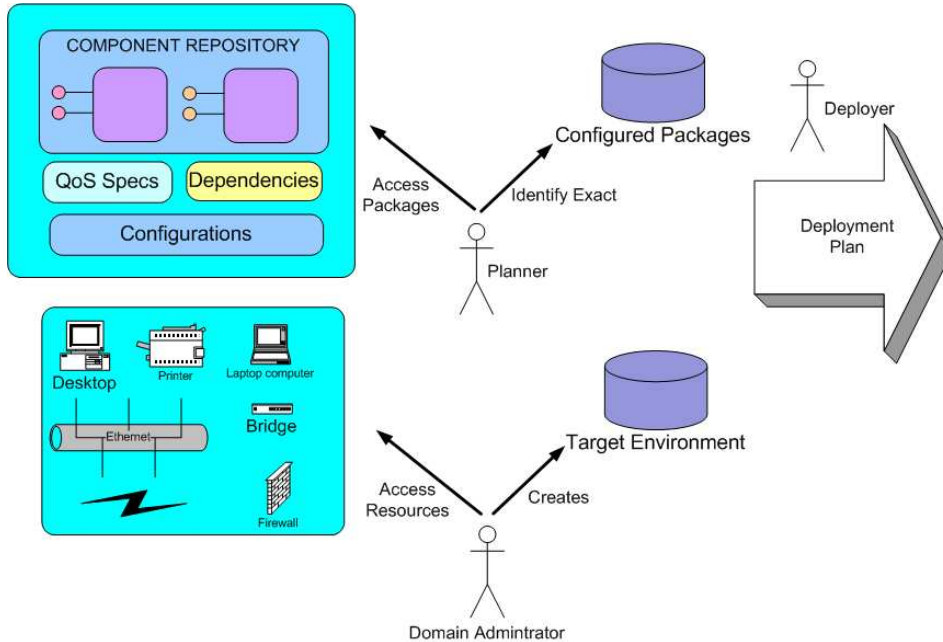 COMPONENT REPOSITORY
QoS Specs
Dependencies
Configurations
Access
Packages
Identify Exact
Configured Packages
Planner
Deployer
Deployment
Plan
Desktop
Printer
Laptop computer
Bridge
Ethernet
Firewall
Access
Resources
Creates
Target Environment
Domain Admintrator